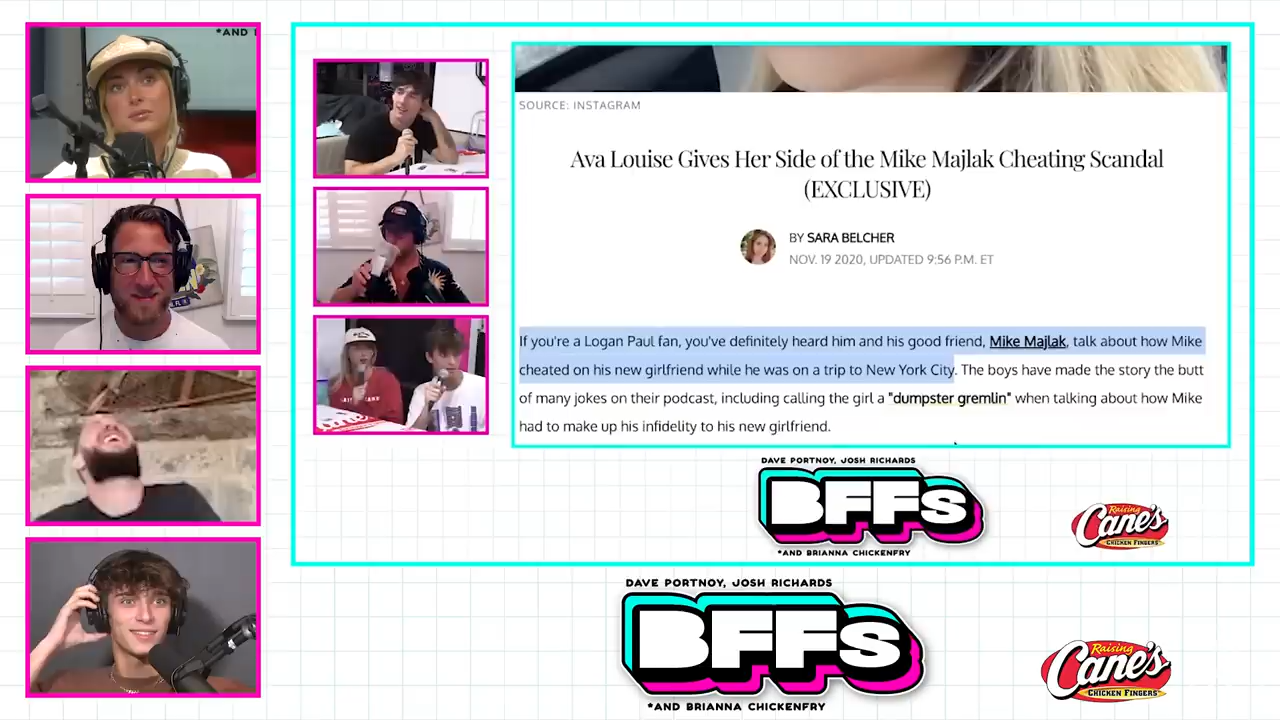 *AND
SOURCE: INSTAGRAM
Ava Louise Gives Her Side of the Mike Majlak Cheating Scandal
(EXCLUSIVE)
BY SARA BELCHER
NOV. 19 2020, UPDATED 9:56 P.M. ET
If you're a Logan Paul fan, you've definitely heard him and his good friend, Mike Majlak, talk about how Mike
cheated on his new girlfriend while he was on a trip to New York City. The boys have made the story the butt
of many jokes on their podcast, including calling the girl a "dumpster gremlin" when talking about how Mike
had to make up his infidelity to his new girlfriend.
DAVE PORTNOY, JOSH RICHARDS
BFFs
*AND BRIANNA CHICKENFRY
Raising
Cane's
CHICKEN FINGERS
DAVE PORTNOY, JOSH RICHARDS
BFFs
*AND BRIANNA CHICKENFRY
Raising
Cane's
CHICKEN FINGERS